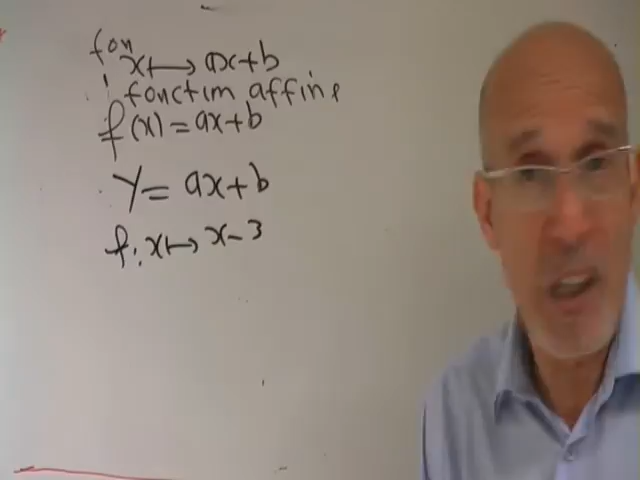 fon
x ↦ ax+b
fonction affine
f(x) = ax+b
Y = ax+b
f: x ↦ x-3